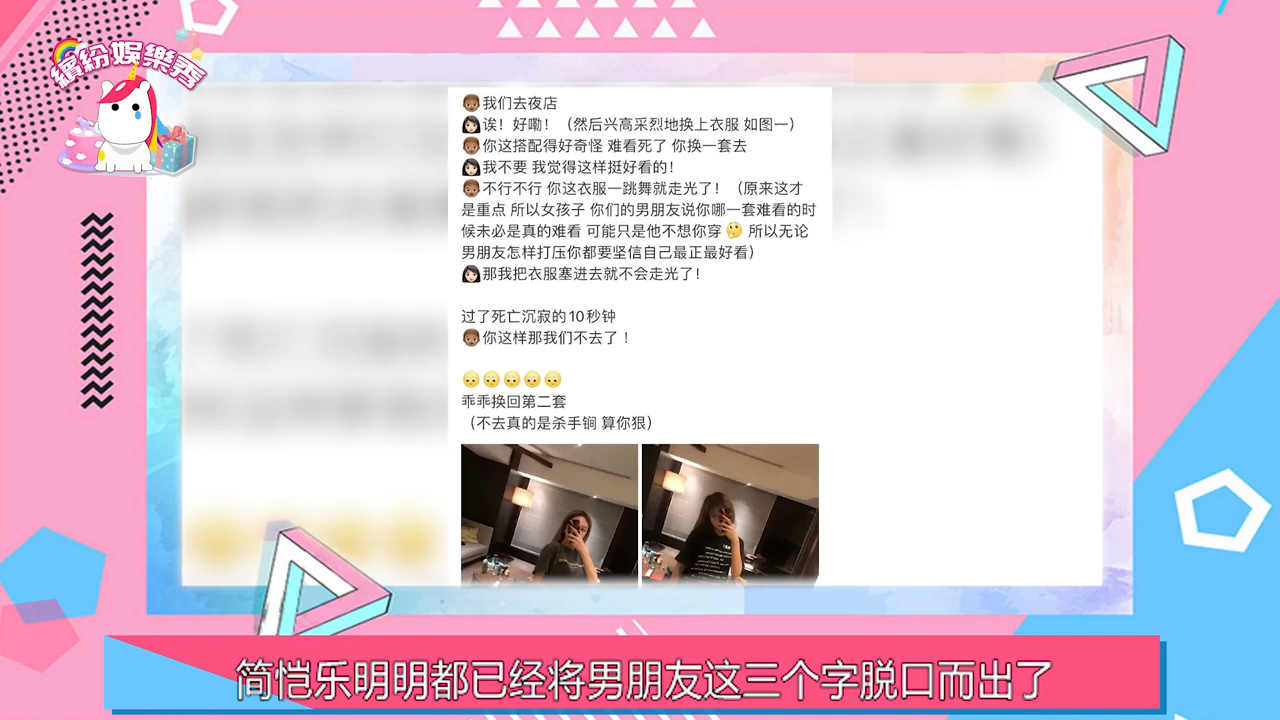 繽紛娛樂秀
我们去夜店
诶！好嘞！（然后兴高采烈地换上衣服 如图一）
你这搭配得好奇怪 难看死了 你换一套去
我不要 我觉得这样挺好看的！
不行不行 你这衣服一跳舞就走光了！（原来这才
是重点 所以女孩子 你们的男朋友说你哪一套难看的时
候未必是真的难看 可能只是他不想你穿 所以无论
男朋友怎样打压你都要坚信自己最正最好看）
那我把衣服塞进去就不会走光了！
过了死亡沉寂的10秒钟
你这样那我们不去了！
乖乖换回第二套
（不去真的是杀手锏 算你狠）
简恺乐明明都已经将男朋友这三个字脱口而出了